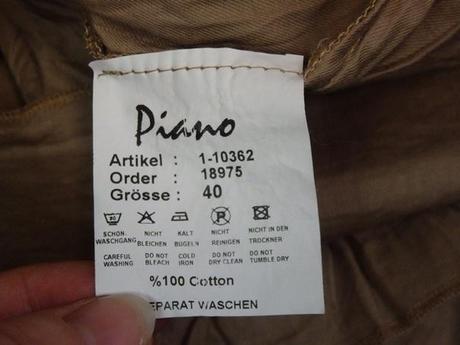 Piano
Artikel : 1-10362
Order : 18975
Grösse : 40
SCHON- NICHT KALT NICHT NICHT IN DEN
WASCHGANG BLEICHEN BÜGELN REINIGEN TROCKNER
CAREFUL DO NOT COLD DO NOT DO NOT
WASHING BLEACH IRON DRY CLEAN TUMBLE DRY
%100 Cotton
EPARAT WASCHEN